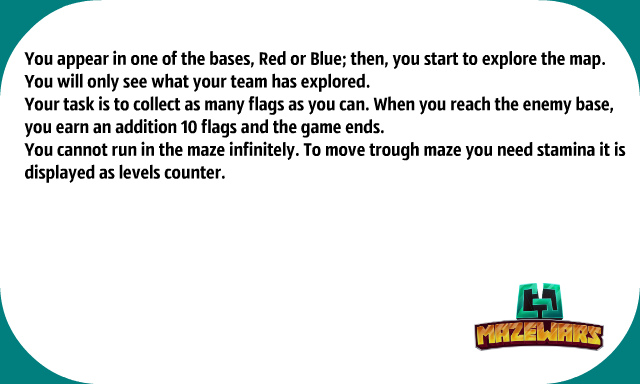 You appear in one of the bases, Red or Blue; then, you start to explore the map.
You will only see what your team has explored.
Your task is to collect as many flags as you can. When you reach the enemy base,
you earn an addition 10 flags and the game ends.
You cannot run in the maze infinitely. To move trough maze you need stamina it is
displayed as levels counter.
MAZEWARS